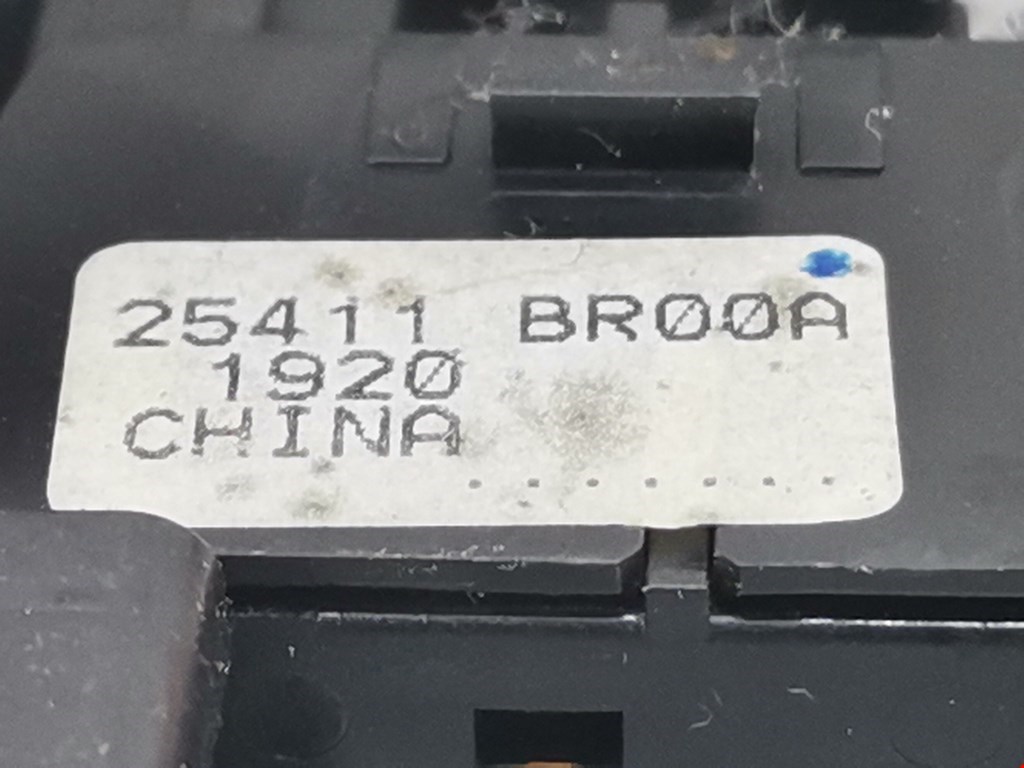 25411 BR00A
1920
CHINA
.......